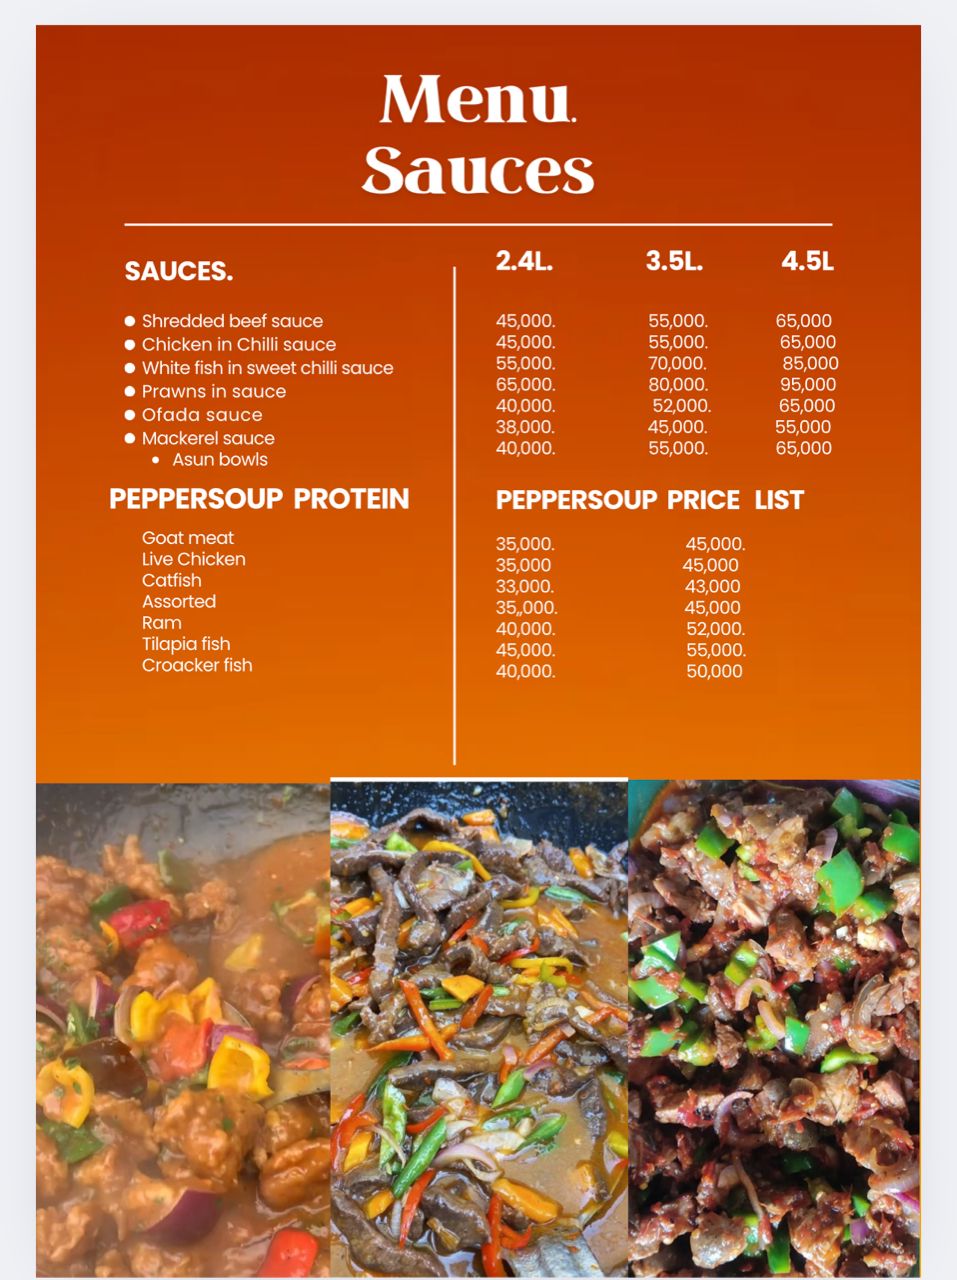 Menu.
Sauces
SAUCES. 2.4L. 3.5L. 4.5L
Shredded beef sauce 45,000. 55,000. 65,000
Chicken in Chilli sauce 45,000. 55,000. 65,000
White fish in sweet chilli sauce 55,000. 70,000. 85,000
Prawns in sauce 65,000. 80,000. 95,000
Ofada sauce 40,000. 52,000. 65,000
Mackerel sauce 38,000. 45,000. 55,000
Asun bowls 40,000. 55,000. 65,000
PEPPERSOUP PROTEIN PEPPERSOUP PRICE LIST
Goat meat 35,000. 45,000.
Live Chicken 35,000 45,000
Catfish 33,000. 43,000
Assorted 35,,000. 45,000
Ram 40,000. 52,000.
Tilapia fish 45,000. 55,000.
Croacker fish 40,000. 50,000